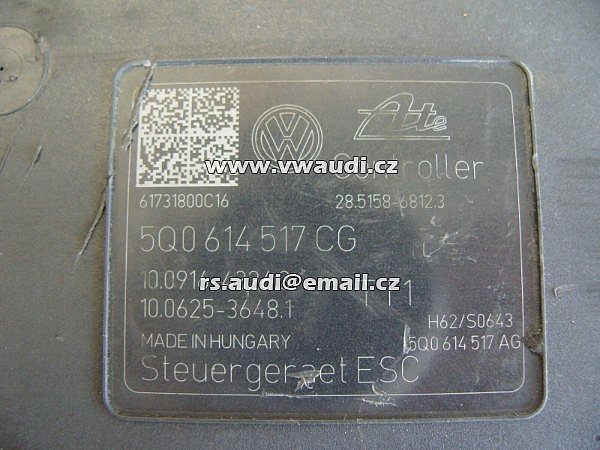 Ate
www.vwaudi.cz
Controller
61731800C16 28.5158-6812.3
5Q0 614 517 CG
rs.audi@email.cz
10.0625-3648.1
H62/S0643
MADE IN HUNGARY 5Q0 614 517 AG
Steuergeraet ESC